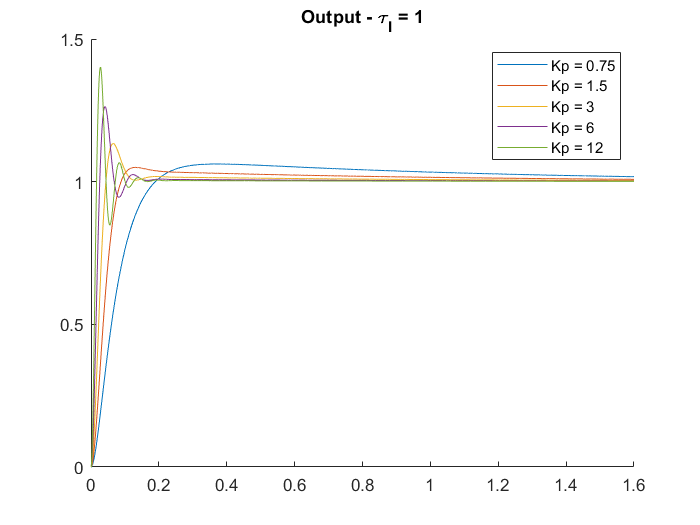 Output - τI = 1
1.5
1
0.5
0
Kp = 0.75
Kp = 1.5
Kp = 3
Kp = 6
Kp = 12
0 0.2 0.4 0.6 0.8 1 1.2 1.4 1.6